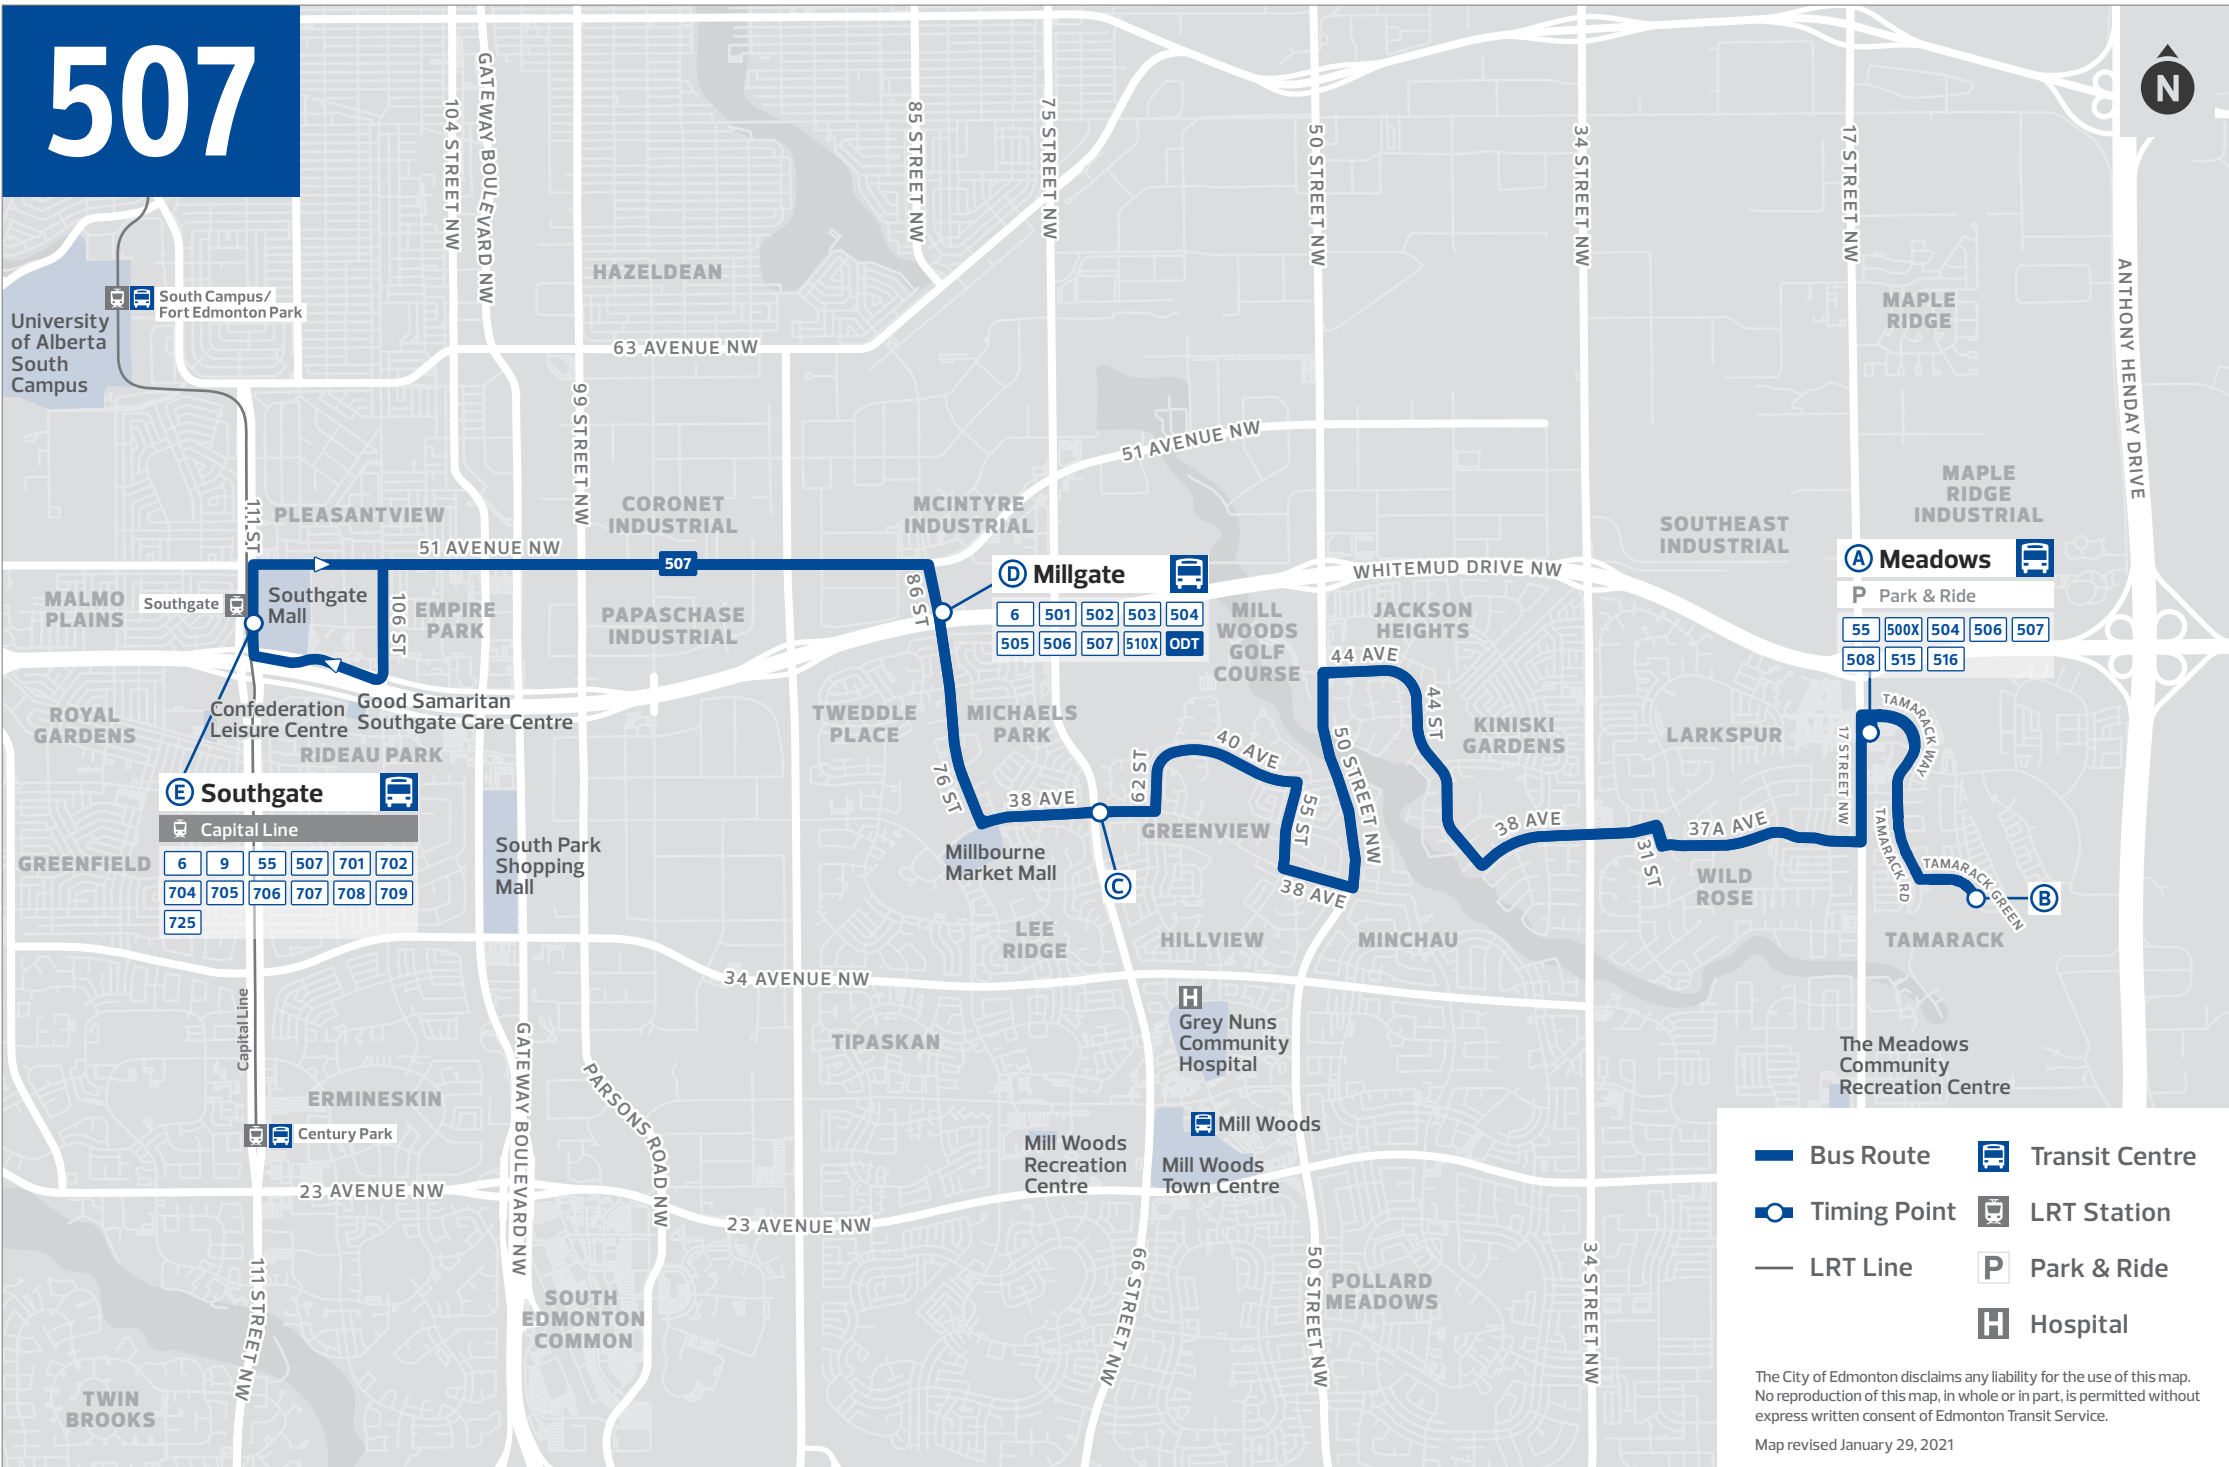 507
N
104 STREET NW
GATEWAY BOULEVARD NW
99 STREET NW
85 STREET NW
75 STREET NW
50 STREET NW
34 STREET NW
17 STREET NW
ANTHONY HENDAY DRIVE
HAZELDEAN
MAPLE
RIDGE
South Campus/
Fort Edmonton Park
University
of Alberta
South
Campus
63 AVENUE NW
51 AVENUE NW
MAPLE
RIDGE
INDUSTRIAL
111 ST
PLEASANTVIEW
CORONET
INDUSTRIAL
MCINTYRE
INDUSTRIAL
SOUTHEAST
INDUSTRIAL
51 AVENUE NW
507
WHITEMUD DRIVE NW
D Millgate
6 501 502 503 504
505 506 507 510X ODT
A Meadows
P Park & Ride
55 500X 504 506 507
508 515 516
MALMO
PLAINS
Southgate
Southgate
Mall
106 ST
EMPIRE
PARK
PAPASCHASE
INDUSTRIAL
86 ST
MILL
WOODS
GOLF
COURSE
JACKSON
HEIGHTS
44 AVE
44 ST
ROYAL
GARDENS
Confederation
Leisure Centre
Good Samaritan
Southgate Care Centre
RIDEAU PARK
TWEDDLE
PLACE
MICHAELS
PARK
40 AVE
50 STREET NW
KINISKI
GARDENS
LARKSPUR
17 STREET NW
TAMARACK WAY
E Southgate
Capital Line
6 9 55 507 701 702
704 705 706 707 708 709
725
76 ST
38 AVE
62 ST
55 ST
GREENVIEW
38 AVE
37A AVE
31 ST
TAMARACK RD
TAMARACK GREEN
GREENFIELD
South Park
Shopping
Mall
Millbourne
Market Mall
C
38 AVE
WILD
ROSE
B
LEE
RIDGE
HILLVIEW
MINCHAU
TAMARACK
34 AVENUE NW
Capital Line
H
Grey Nuns
Community
Hospital
TIPASKAN
The Meadows
Community
Recreation Centre
GATEWAY BOULEVARD NW
PARSONS ROAD NW
ERMINESKIN
Century Park
Mill Woods
Mill Woods
Recreation
Centre
Mill Woods
Town Centre
23 AVENUE NW
23 AVENUE NW
111 STREET NW
66 STREET NW
50 STREET NW
34 STREET NW
POLLARD
MEADOWS
SOUTH
EDMONTON
COMMON
TWIN
BROOKS
Bus Route
Transit Centre
Timing Point
LRT Station
LRT Line
P Park & Ride
H Hospital
The City of Edmonton disclaims any liability for the use of this map.
No reproduction of this map, in whole or in part, is permitted without
express written consent of Edmonton Transit Service.
Map revised January 29, 2021